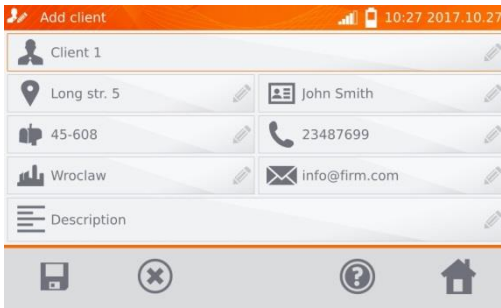 Add client 10:27 2017.10.27
Client 1
Long str. 5 John Smith
45-608 23487699
Wroclaw info@firm.com
Description